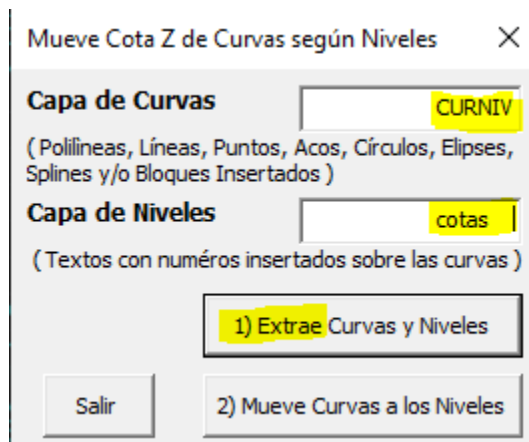 Mueve Cota Z de Curvas según Niveles
Capa de Curvas CURNIV
( Polilìneas, Líneas, Puntos, Acos, Círculos, Elipses,
Splines y/o Bloques Insertados )
Capa de Niveles cotas
( Textos con numéros insertados sobre las curvas )
1) Extrae Curvas y Niveles
Salir 2) Mueve Curvas a los Niveles